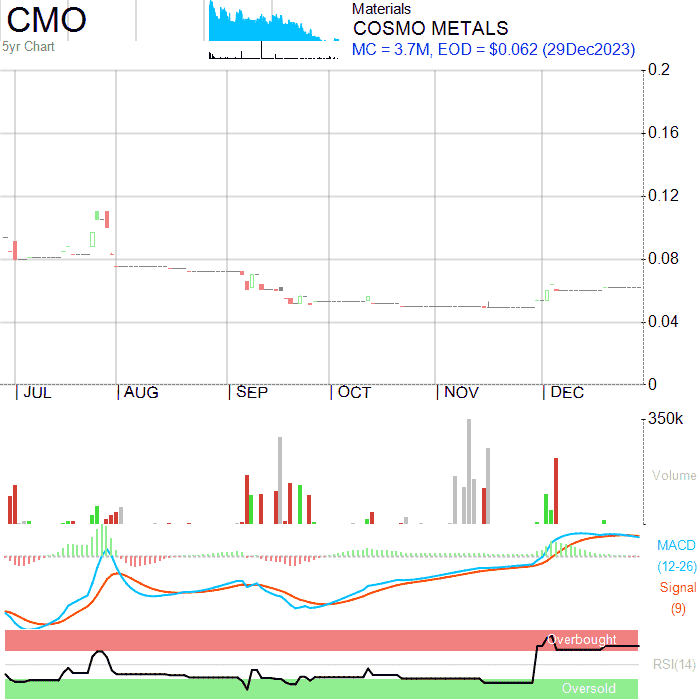 CMO
5yr Chart
Materials
COSMO METALS
MC = 3.7M, EOD = $0.062 (29Dec2023)
0.2
0.16
0.12
0.08
0.04
0
JUL AUG SEP OCT NOV DEC
350k
Volume
MACD
(12-26)
Signal
(9)
Overbought
RSI(14)
Oversold